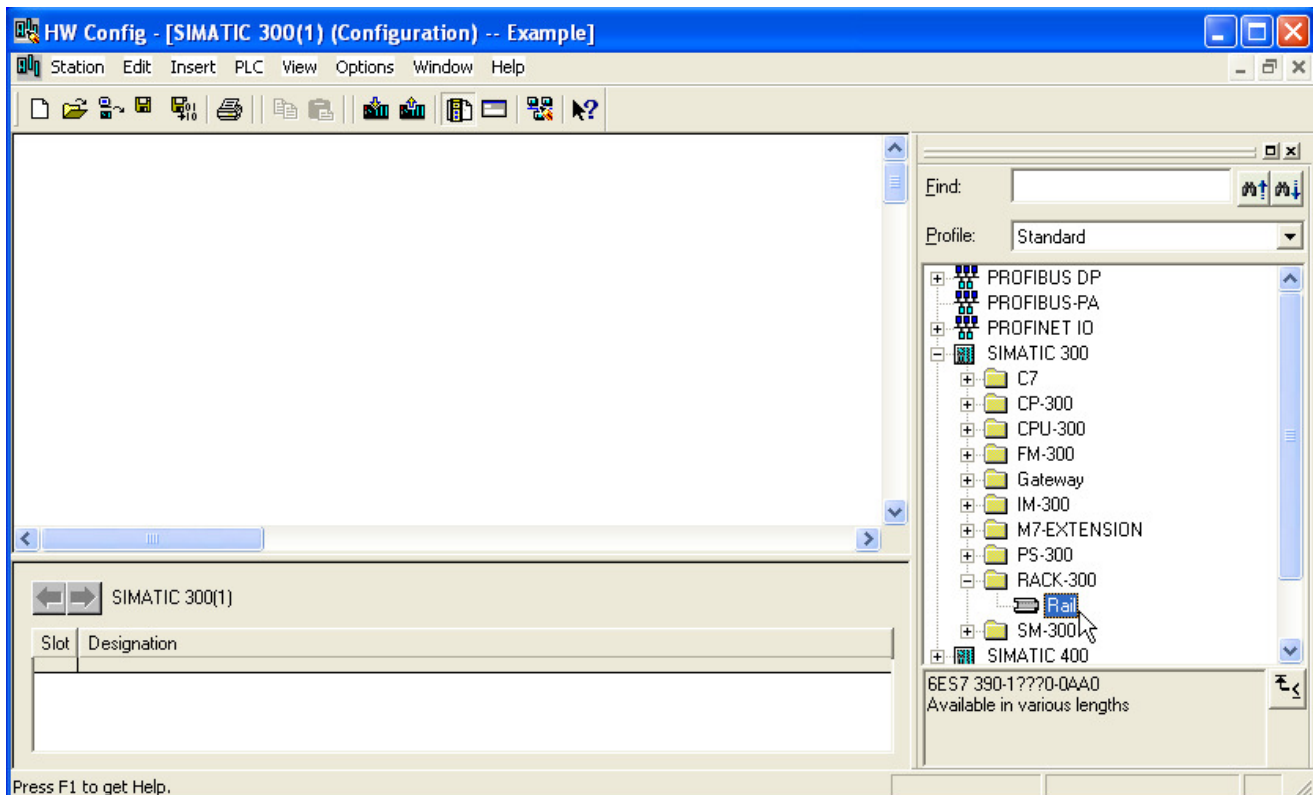 HW Config - [SIMATIC 300(1) (Configuration) -- Example]
Station Edit Insert PLC View Options Window Help
Find:
Profile: Standard
PROFIBUS DP
PROFIBUS-PA
PROFINET IO
SIMATIC 300
C7
CP-300
CPU-300
FM-300
Gateway
IM-300
M7-EXTENSION
PS-300
RACK-300
Rail
SM-300
SIMATIC 400
6ES7 390-1???0-0AA0
Available in various lengths
SIMATIC 300(1)
Slot Designation
Press F1 to get Help.